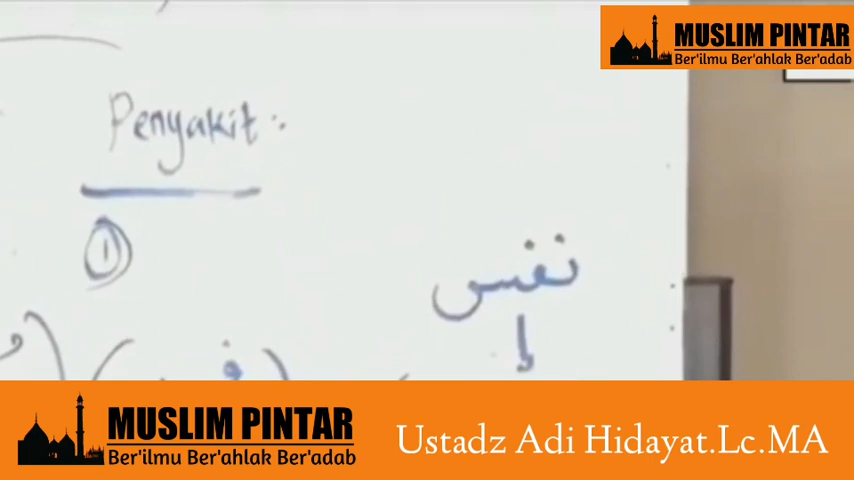 MUSLIM PINTAR
Ber'ilmu Ber'ahlak Ber'adab
Penyakit :
1
نفس
MUSLIM PINTAR
Ber'ilmu Ber'ahlak Ber'adab
Ustadz Adi Hidayat.Lc.MA